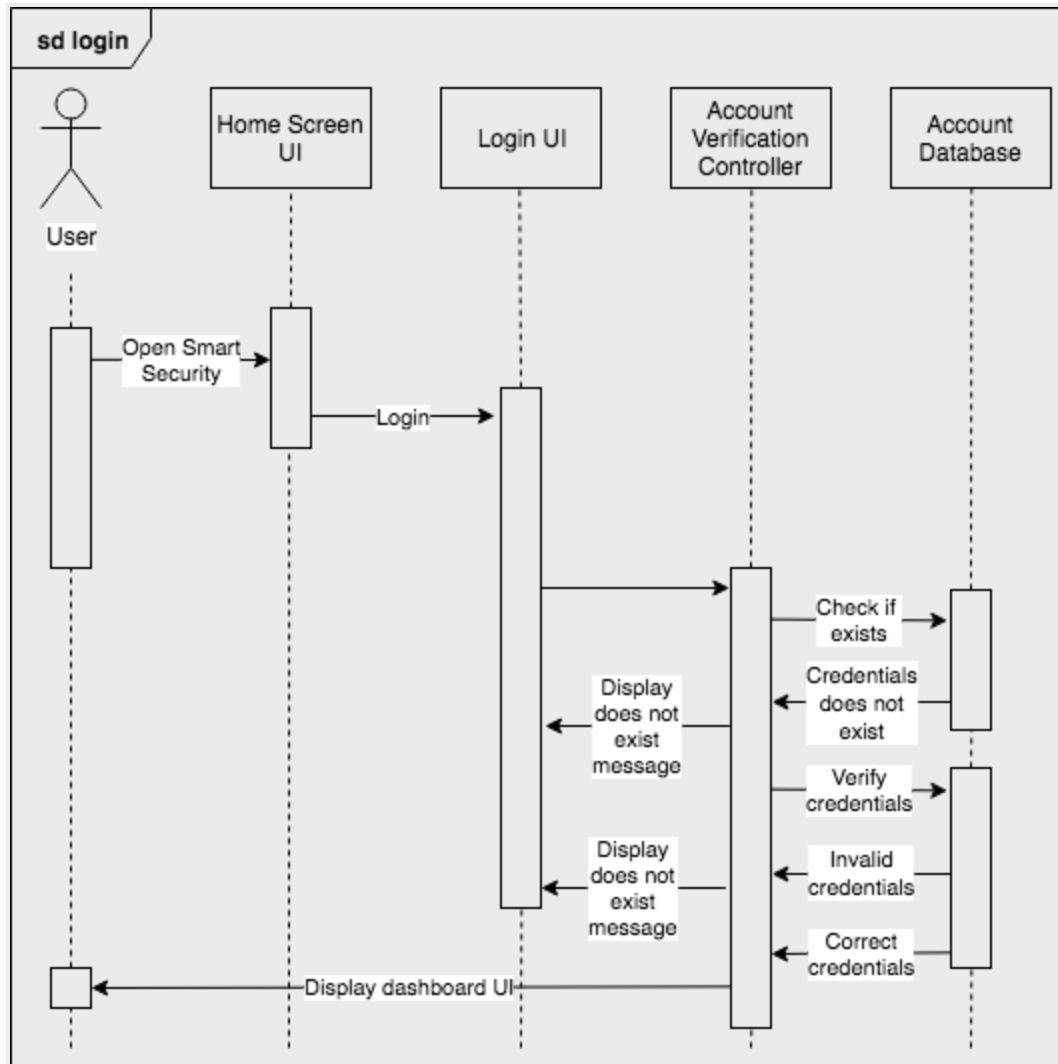 sd login
Home Screen
UI
Login UI
Account
Verification
Controller
Account
Database
User
Open Smart
Security
Login
Check if
exists
Credentials
does not
exist
Display
does not
exist
message
Verify
credentials
Display
does not
exist
message
Invalid
credentials
Correct
credentials
Display dashboard UI